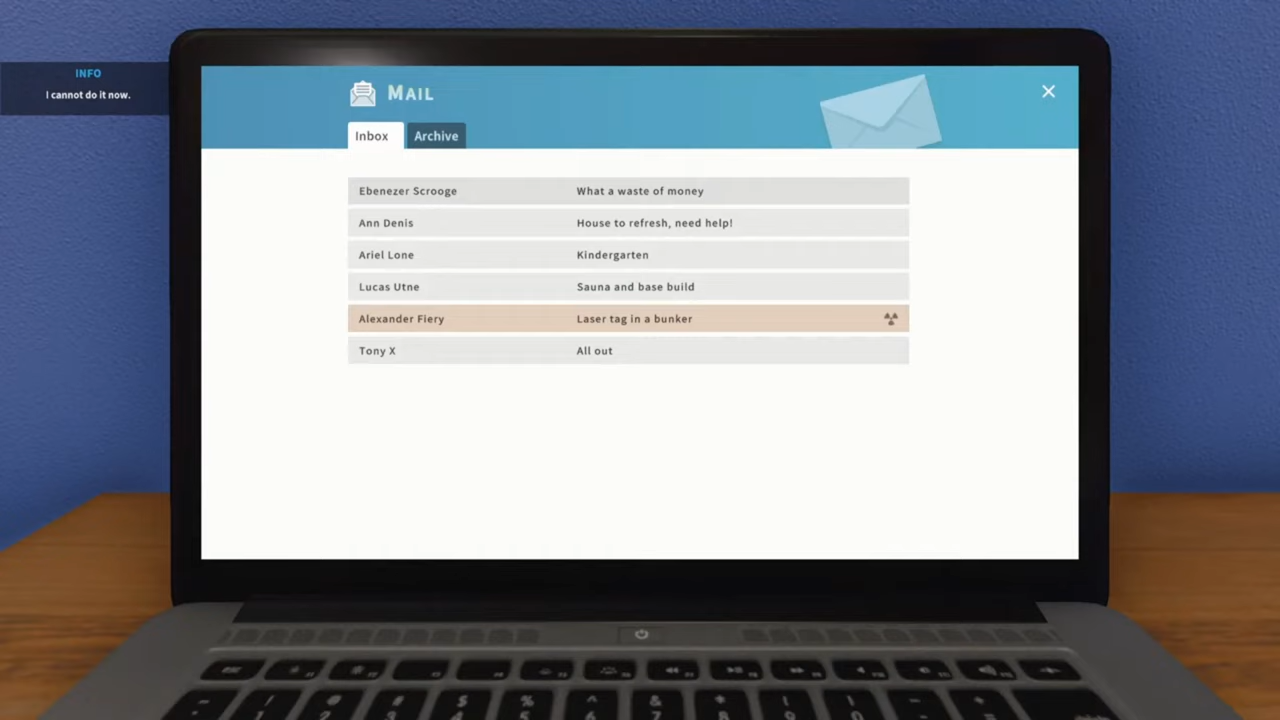 INFO
I cannot do it now.
MAIL
Inbox
Archive
Ebenezer Scrooge What a waste of money
Ann Denis House to refresh, need help!
Ariel Lone Kindergarten
Lucas Utne Sauna and base build
Alexander Fiery Laser tag in a bunker
Tony X All out